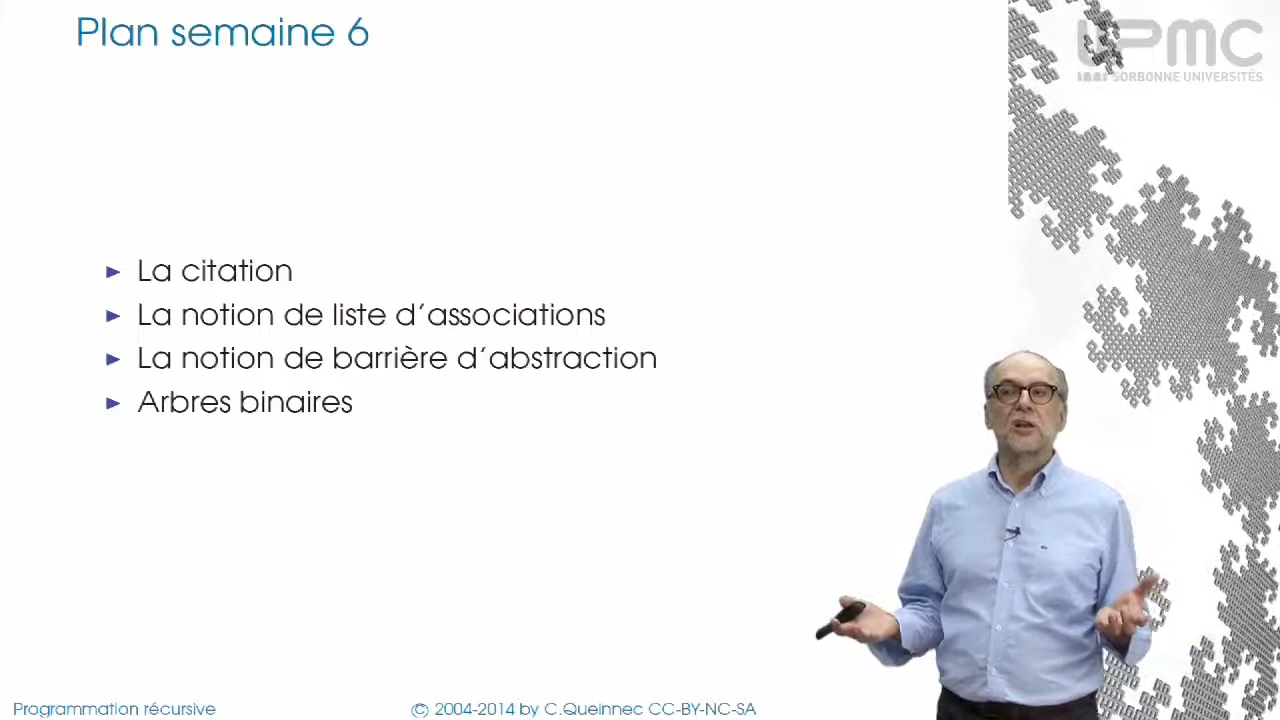 Plan semaine 6
UPMC
SORBONNE UNIVERSITÉS
La citation
La notion de liste d'associations
La notion de barrière d'abstraction
Arbres binaires
Programmation récursive
© 2004-2014 by C.Queinnec CC-BY-NC-SA